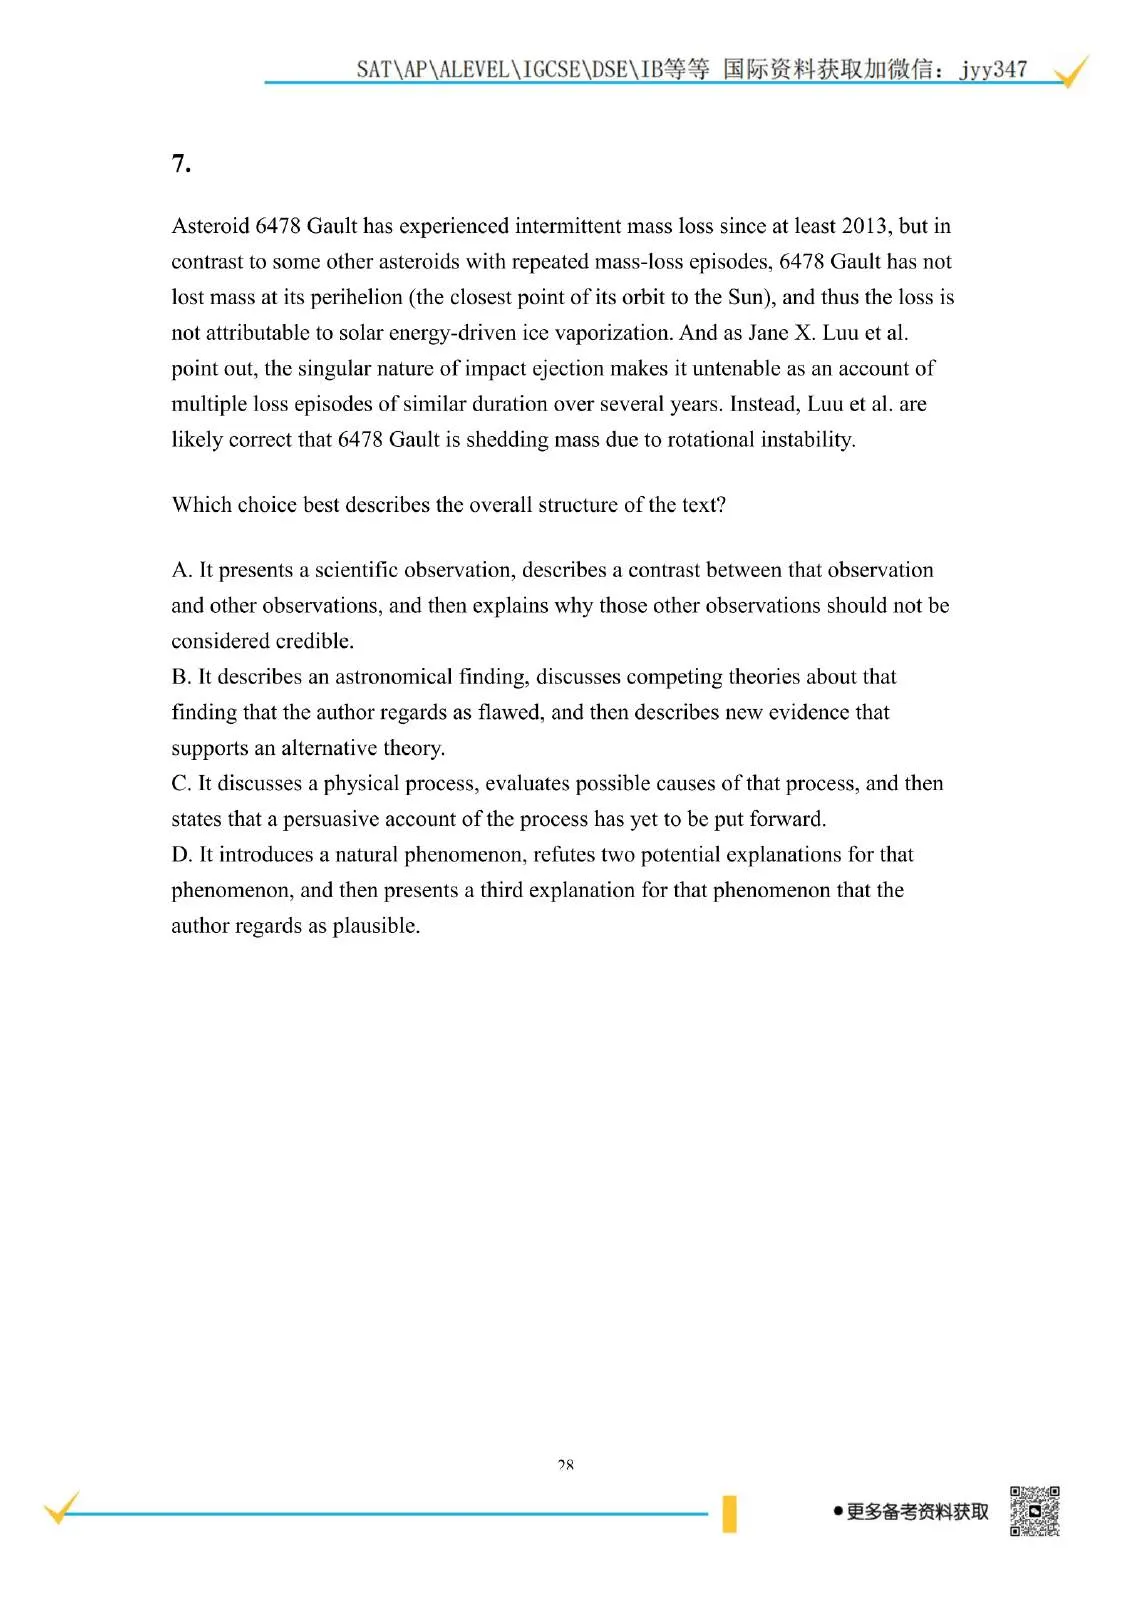 SAT\AP\ALEVEL\IGCSE\DSE\IB等等 国际资料获取加微信：jyy347
7.
Asteroid 6478 Gault has experienced intermittent mass loss since at least 2013, but in
contrast to some other asteroids with repeated mass-loss episodes, 6478 Gault has not
lost mass at its perihelion (the closest point of its orbit to the Sun), and thus the loss is
not attributable to solar energy-driven ice vaporization. And as Jane X. Luu et al.
point out, the singular nature of impact ejection makes it untenable as an account of
multiple loss episodes of similar duration over several years. Instead, Luu et al. are
likely correct that 6478 Gault is shedding mass due to rotational instability.
Which choice best describes the overall structure of the text?
A. It presents a scientific observation, describes a contrast between that observation
and other observations, and then explains why those other observations should not be
considered credible.
B. It describes an astronomical finding, discusses competing theories about that
finding that the author regards as flawed, and then describes new evidence that
supports an alternative theory.
C. It discusses a physical process, evaluates possible causes of that process, and then
states that a persuasive account of the process has yet to be put forward.
D. It introduces a natural phenomenon, refutes two potential explanations for that
phenomenon, and then presents a third explanation for that phenomenon that the
author regards as plausible.
28
●更多备考资料获取